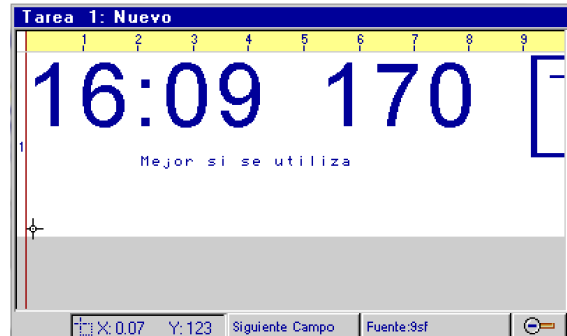 Tarea 1: Nuevo
1 2 3 4 5 6 7 8 9
16:09 170
1
Mejor si se utiliza
X: 0.07 Y: 123 Siguiente Campo Fuente:9sf